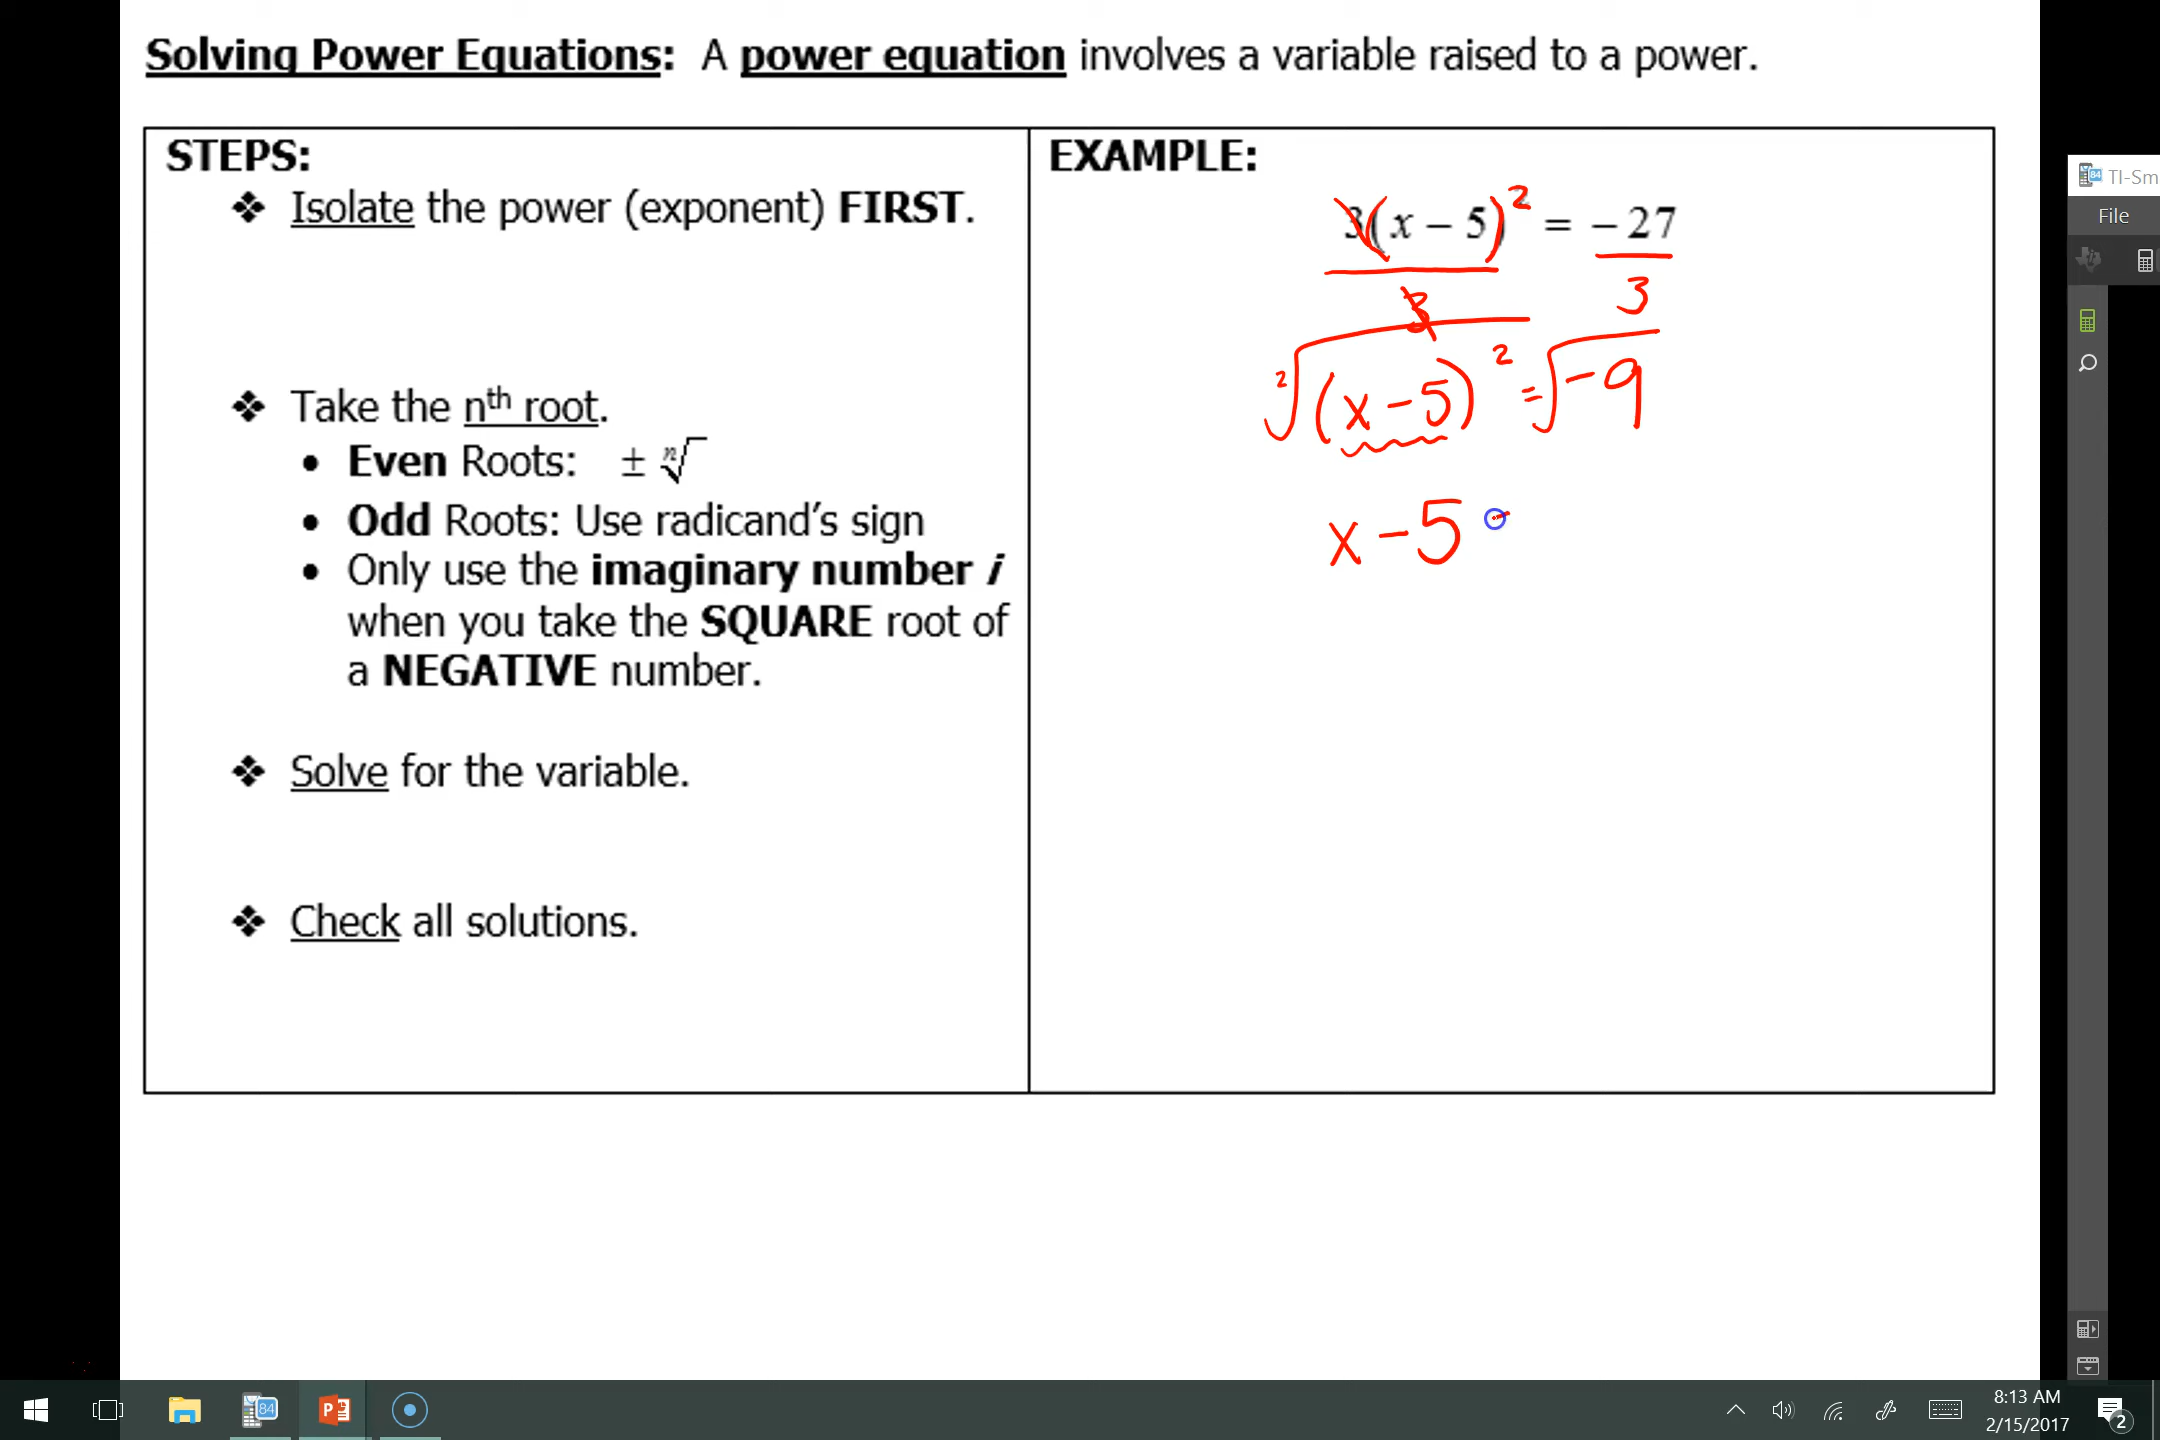 Solving Power Equations: A power equation involves a variable raised to a power.
STEPS:
❖ Isolate the power (exponent) FIRST.
❖ Take the nᵗʰ root.
• Even Roots: ± ⁿ√
• Odd Roots: Use radicand's sign
• Only use the imaginary number i
when you take the SQUARE root of
a NEGATIVE number.
❖ Solve for the variable.
❖ Check all solutions.
EXAMPLE:
3(x – 5)² = – 27
3 3
²√(x – 5)² = √–9
x – 5 -
TI-Sm
File
84
8:13 AM
2/15/2017
2